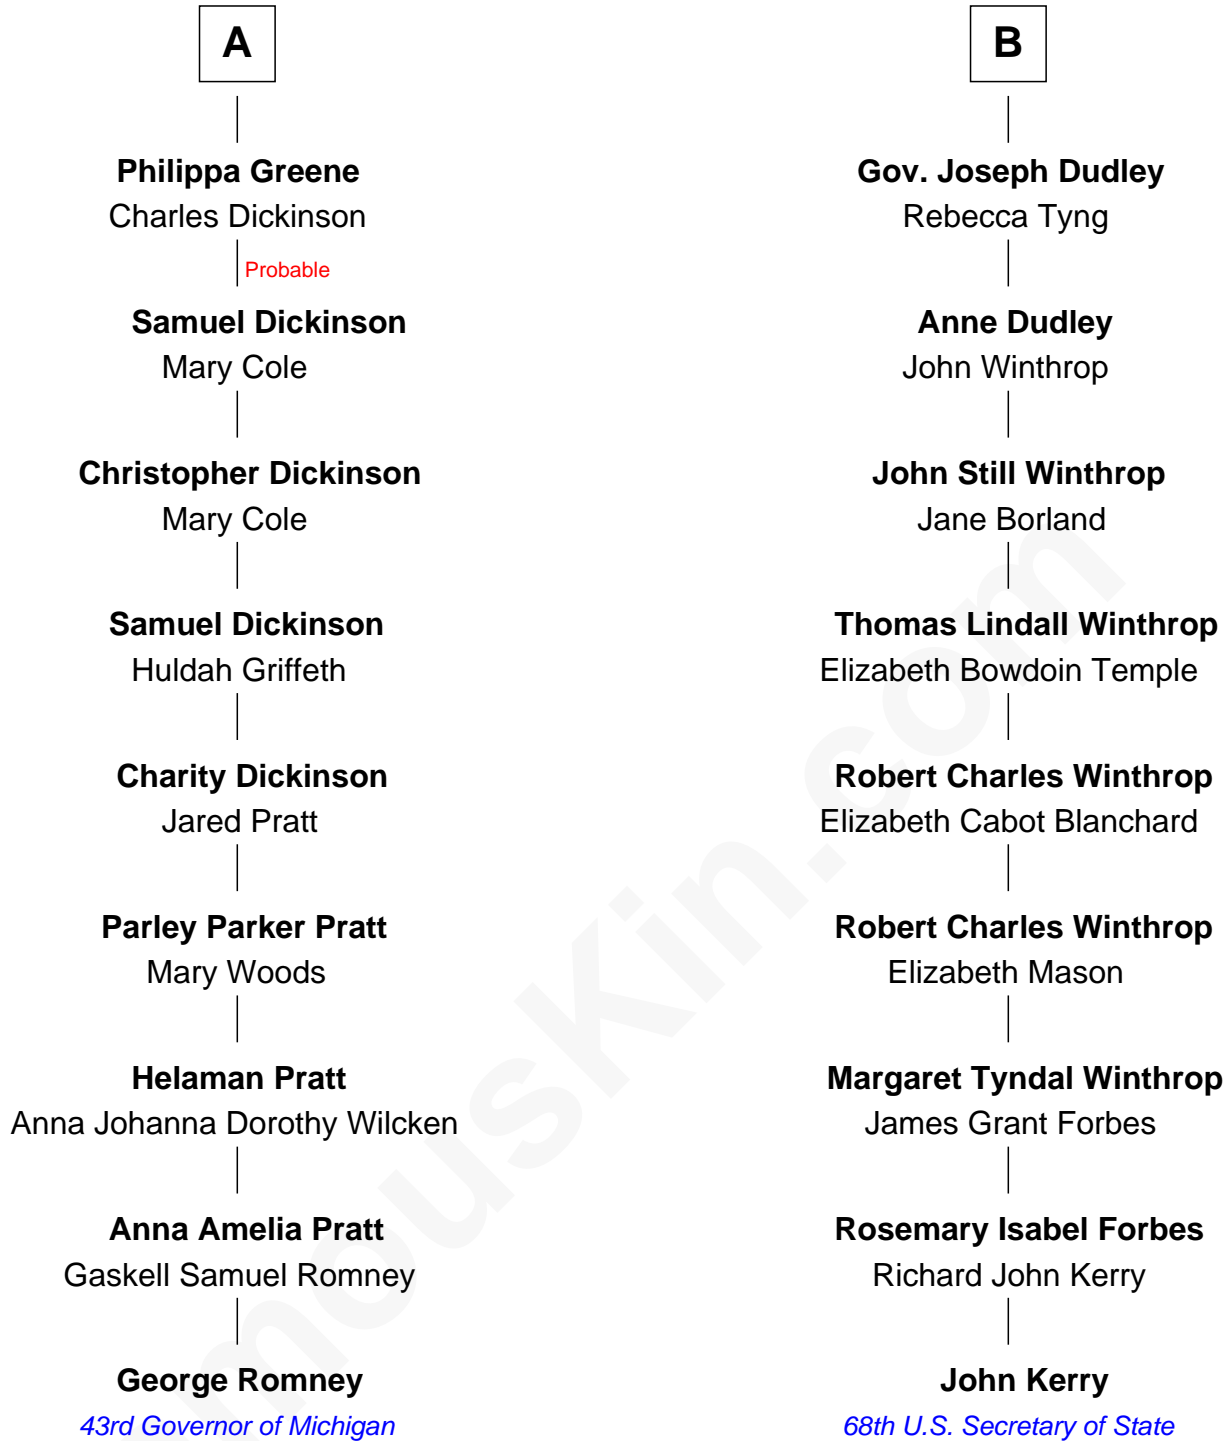 A
Philippa Greene
Charles Dickinson
Probable
Samuel Dickinson
Mary Cole
Christopher Dickinson
Mary Cole
Samuel Dickinson
Huldah Griffeth
Charity Dickinson
Jared Pratt
Parley Parker Pratt
Mary Woods
Helaman Pratt
Anna Johanna Dorothy Wilcken
Anna Amelia Pratt
Gaskell Samuel Romney
George Romney
43rd Governor of Michigan
B
Gov. Joseph Dudley
Rebecca Tyng
Anne Dudley
John Winthrop
John Still Winthrop
Jane Borland
Thomas Lindall Winthrop
Elizabeth Bowdoin Temple
Robert Charles Winthrop
Elizabeth Cabot Blanchard
Robert Charles Winthrop
Elizabeth Mason
Margaret Tyndal Winthrop
James Grant Forbes
Rosemary Isabel Forbes
Richard John Kerry
John Kerry
68th U.S. Secretary of State
mousKin.com